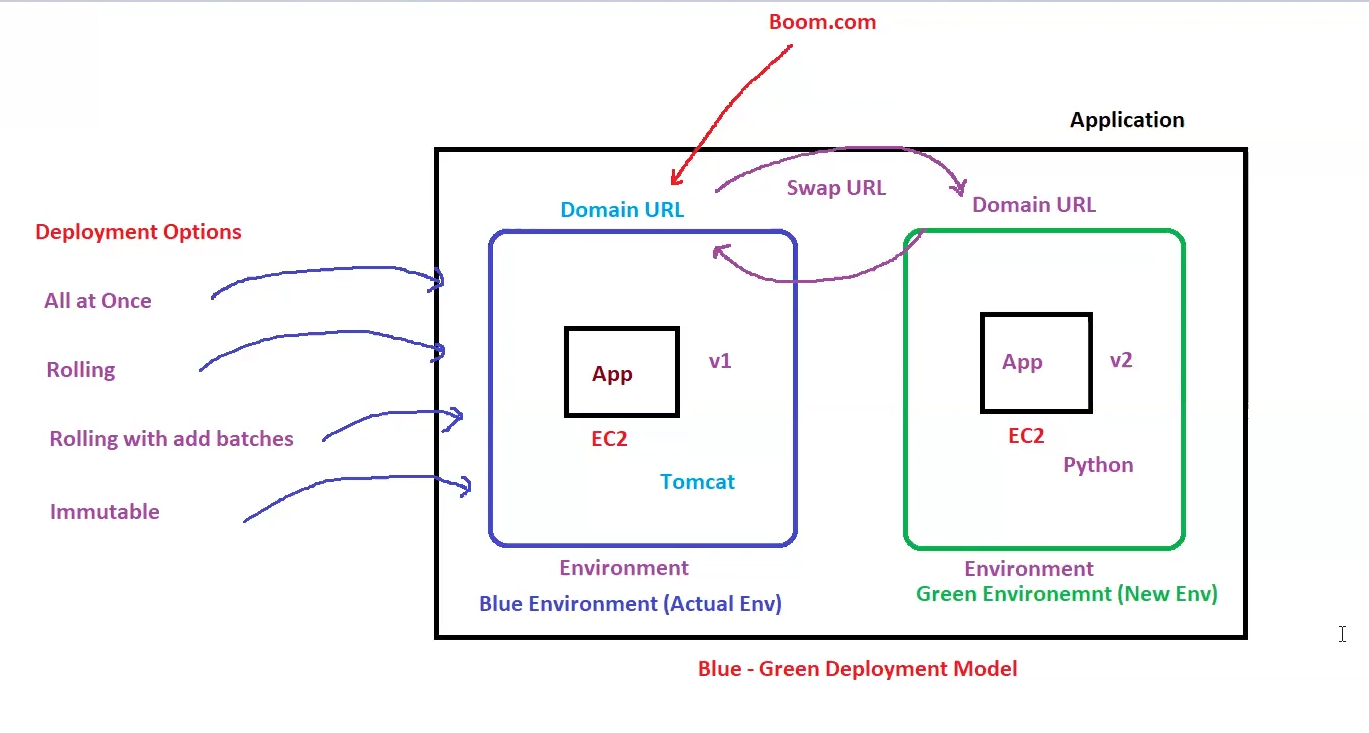 Boom.com
Application
Swap URL
Domain URL
Domain URL
Deployment Options
All at Once
Rolling
Rolling with add batches
Immutable
App
v1
EC2
Tomcat
App
v2
EC2
Python
Environment
Blue Environment (Actual Env)
Environment
Green Environemnt (New Env)
Blue - Green Deployment Model